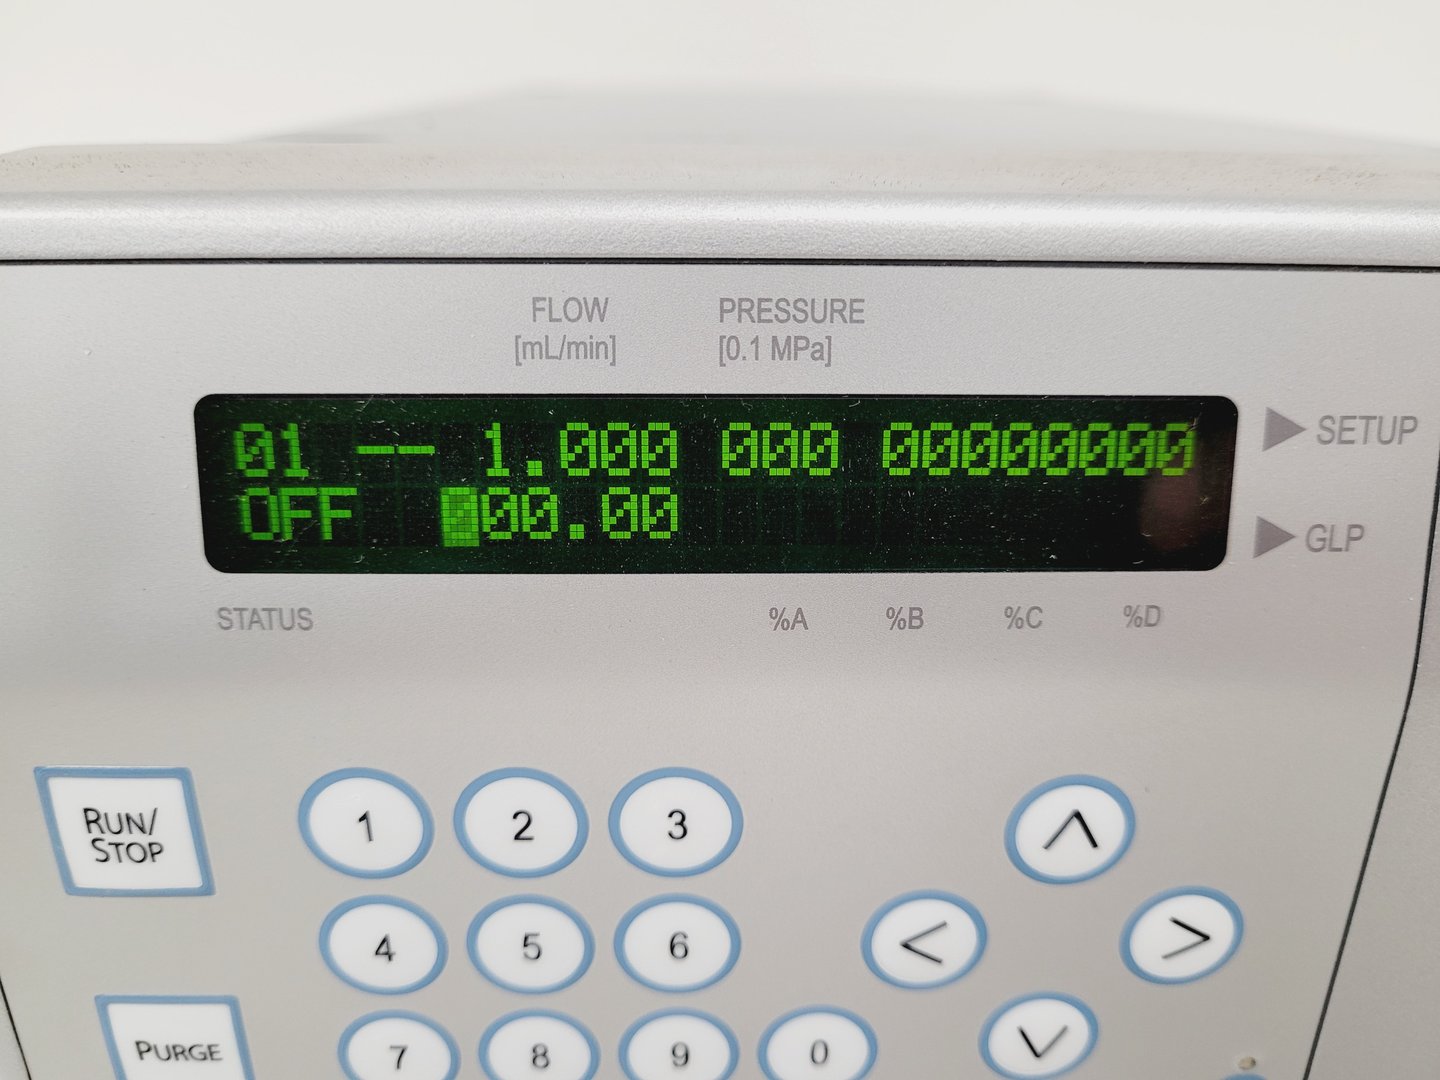 FLOW PRESSURE
[mL/min] [0.1 MPa]
01 -- 1.000 000 00000000
SETUP
OFF 000.00
GLP
STATUS %A %B %C %D
RUN/
STOP
1 2 3
4 5 6
PURGE
7 8 9 0